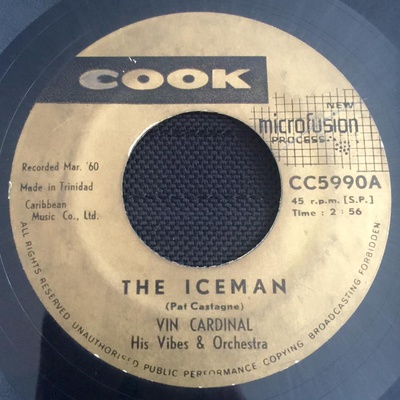 COOK
NEW
microfusion
PROCESS
Recorded Mar. '60
Made in Trinidad
Caribbean
Music Co., Ltd.
CC5990A
45 r.p.m. [S.P.]
Time : 2 : 56
THE ICEMAN
(Pat Castagne)
VIN CARDINAL
His Vibes & Orchestra
ALL RIGHTS RESERVED UNAUTHORISED PUBLIC PERFORMANCE COPYING BROADCASTING FORBIDDEN